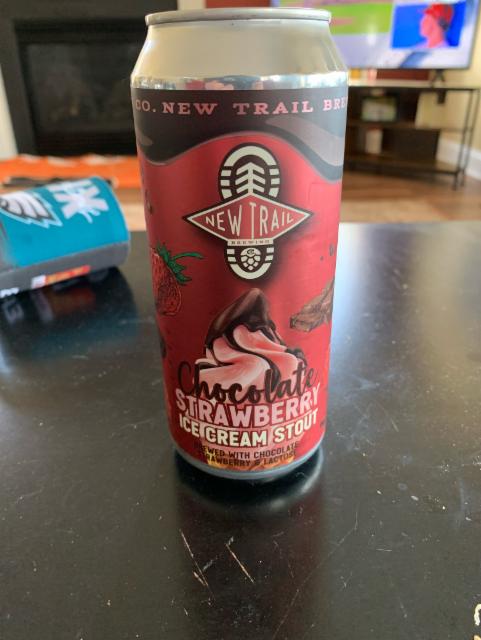 CO. NEW TRAIL BRE
NEW TRAIL
BREWING
Chocolate
STRAWBERRY
ICE CREAM STOUT
BREWED WITH CHOCOLATE
STRAWBERRY & LACTOSE